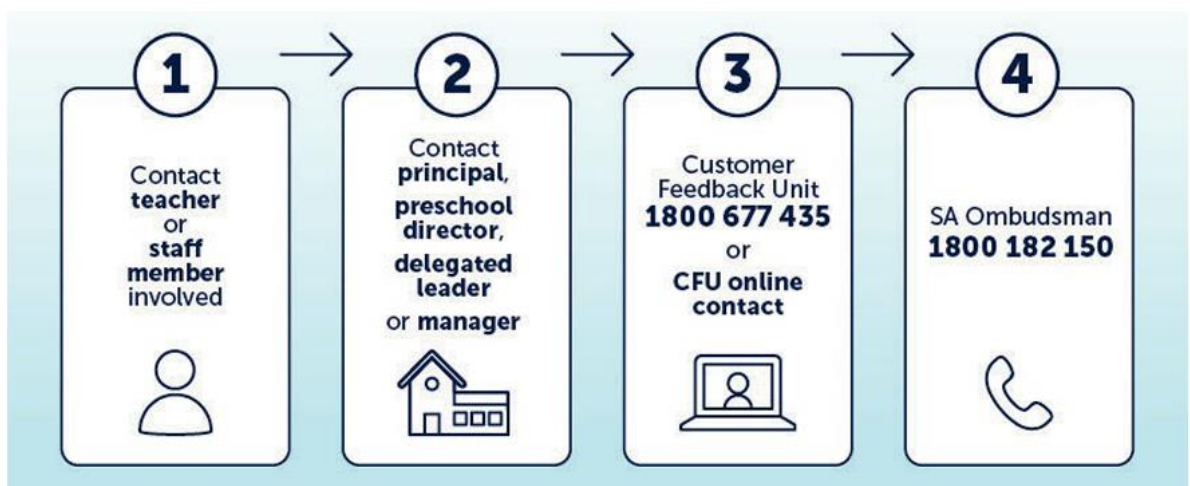 1
Contact
teacher
or
staff
member
involved
2
Contact
principal,
preschool
director,
delegated
leader
or manager
3
Customer
Feedback Unit
1800 677 435
or
CFU online
contact
4
SA Ombudsman
1800 182 150